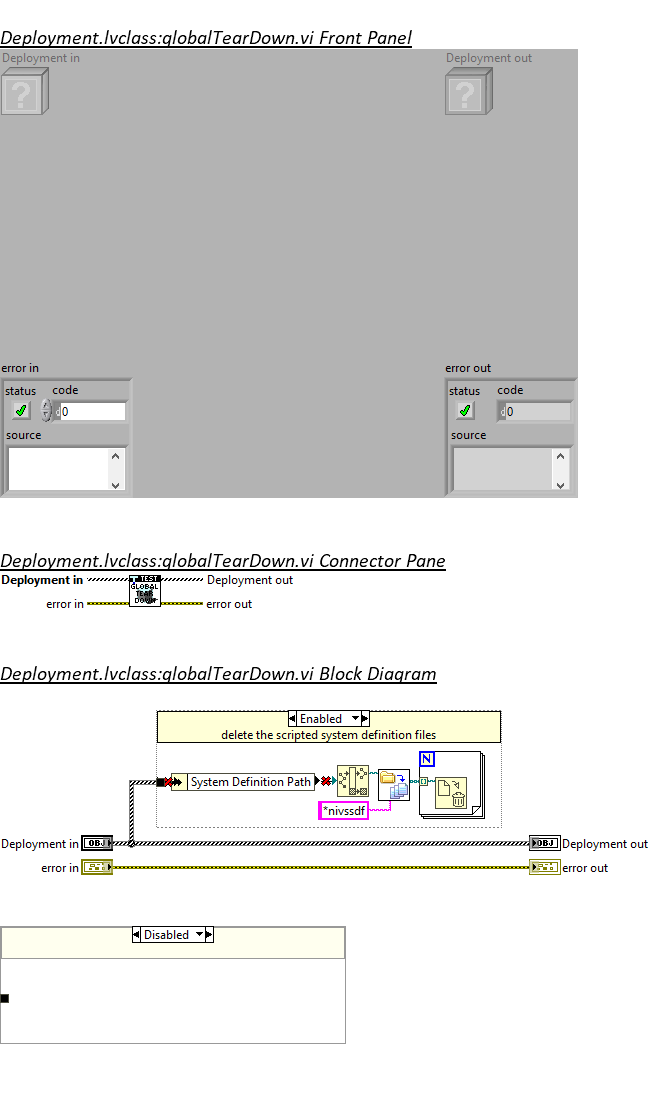 Deployment.lvclass:globalTearDown.vi Front Panel
Deployment in
Deployment out
?
?
error in
error out
status code
status code
d 0
d 0
source
source
Deployment.lvclass:globalTearDown.vi Connector Pane
Deployment in
Deployment out
TEST
GLOBAL
TEAR
DOWN
error in
error out
Deployment.lvclass:globalTearDown.vi Block Diagram
Enabled
delete the scripted system definition files
N
System Definition Path
*nivssdf
Deployment in
OBJ
OBJ
Deployment out
error in
error out
Disabled